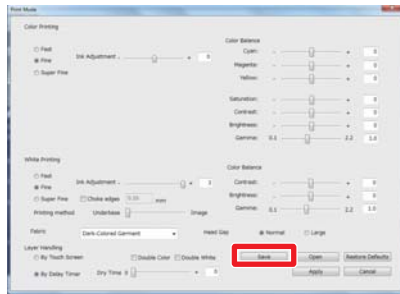 Print Mode
Color Printing
Fast
Fine
Super Fine
Ink Adjustment - + 0
Color Balance
Cyan: - + 0
Magenta: - + 0
Yellow: - + 0
Saturation: - + 0
Contrast: - + 0
Brightness: - + 0
Gamma: 0.1 2.2 1.0
White Printing
Fast
Fine
Super Fine
Ink Adjustment - + 3
Choke edges 0.05 mm
Printing method Underbase Image
Color Balance
Contrast: - + 0
Brightness: - + 0
Gamma: 0.1 2.2 1.0
Fabric Dark-Colored Garment
Head Gap Normal Large
Layer Handling
By Touch Screen
Double Color Double White
By Delay Timer Dry Time 0 + 0
Save Open Restore Defaults
Apply Cancel